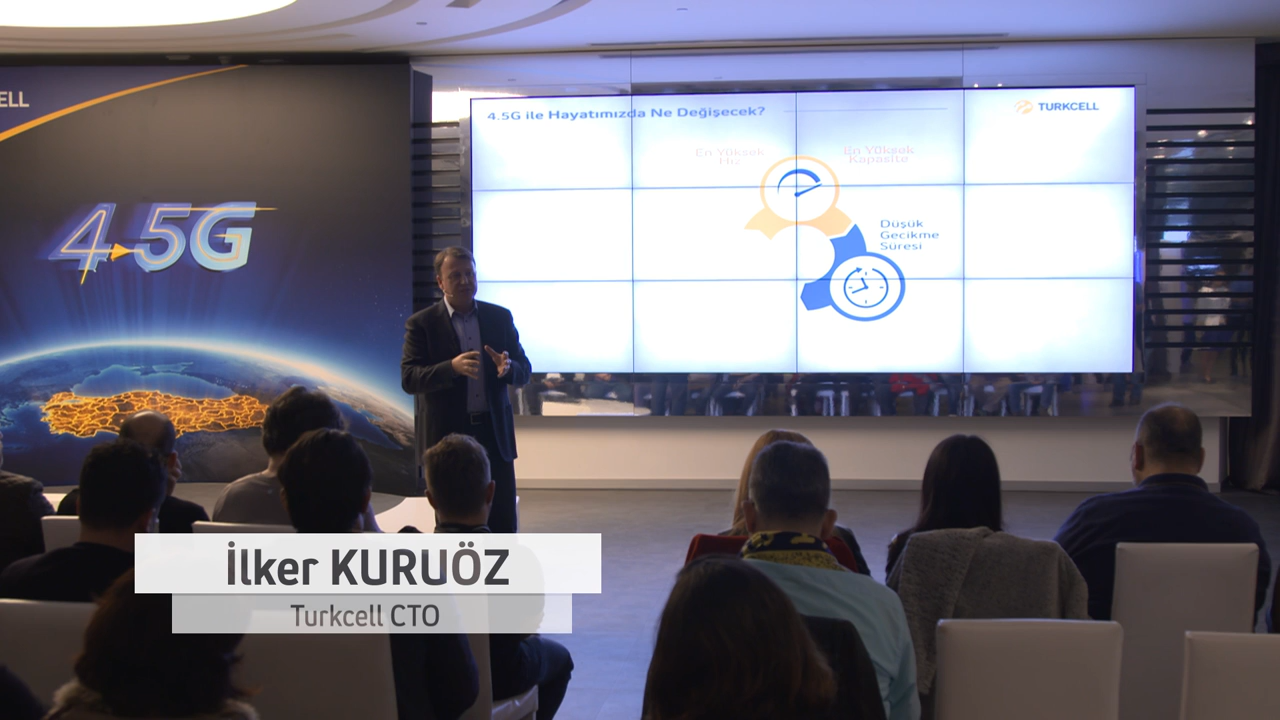 ELL
4.5G
4.5G ile Hayatımızda Ne Değişecek?
TURKCELL
En Yüksek
Hız
En Yüksek
Kapasite
Düşük
Gecikme
Süresi
İlker KURUÖZ
Turkcell CTO